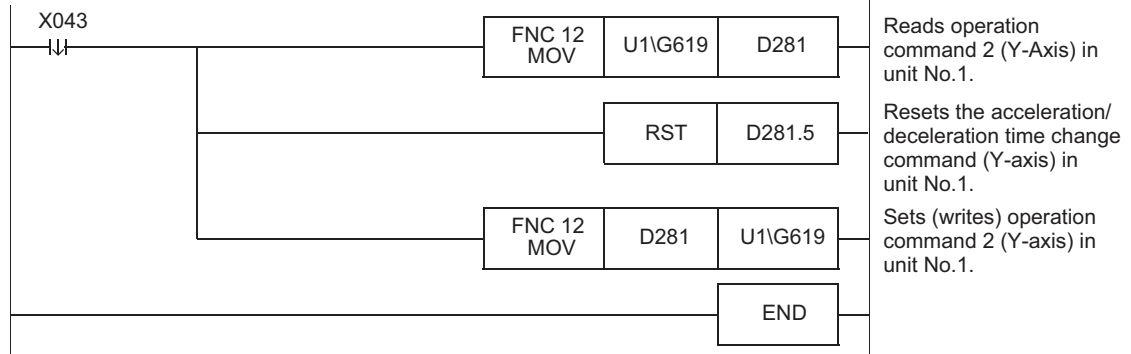 X043
FNC 12
MOV
U1\G619
D281
Reads operation
command 2 (Y-Axis) in
unit No.1.
RST
D281.5
Resets the acceleration/
deceleration time change
command (Y-axis) in
unit No.1.
FNC 12
MOV
D281
U1\G619
Sets (writes) operation
command 2 (Y-axis) in
unit No.1.
END